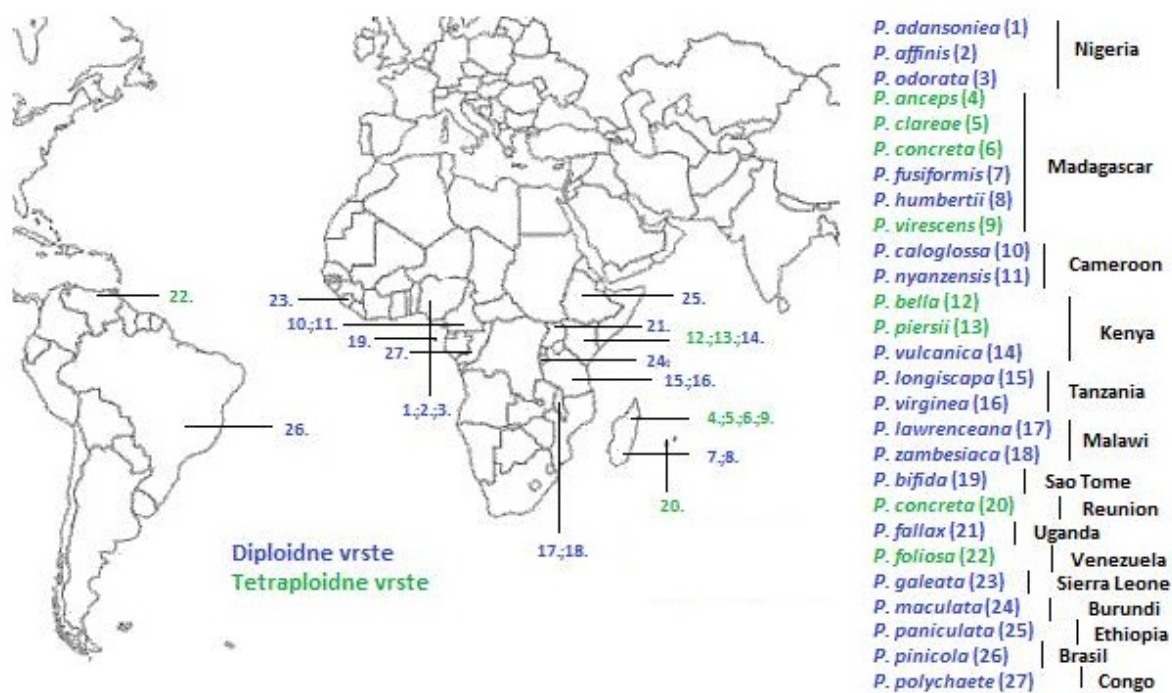 22.
23.
10.;11.
19.
27.
1.;2.;3.
25.
21.
12.;13.;14.
24.
15.;16.
4.;5.;6.;9.
7.;8.
20.
17.;18.
26.
Diploidne vrste
Tetraploidne vrste
P. adansoniea (1)
P. affinis (2)
P. odorata (3)
Nigeria
P. anceps (4)
P. clareae (5)
P. concreta (6)
P. fusiformis (7)
P. humbertii (8)
P. virescens (9)
Madagascar
P. caloglossa (10)
P. nyanzensis (11)
Cameroon
P. bella (12)
P. piersii (13)
P. vulcanica (14)
Kenya
P. longiscapa (15)
P. virginea (16)
Tanzania
P. lawrenceana (17)
P. zambesiaca (18)
Malawi
P. bifida (19)
Sao Tome
P. concreta (20)
Reunion
P. fallax (21)
Uganda
P. foliosa (22)
Venezuela
P. galeata (23)
Sierra Leone
P. maculata (24)
Burundi
P. paniculata (25)
Ethiopia
P. pinicola (26)
Brasil
P. polychaete (27)
Congo